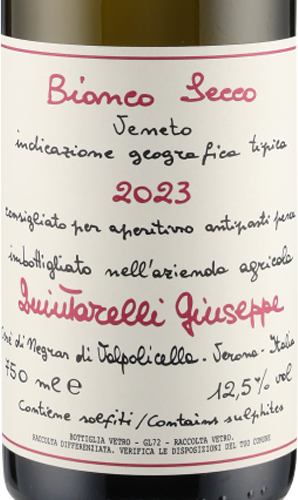 Bianco Secco
Veneto
indicazione geografica tipica
2023
consigliato per aperitivo antipasti pesce
imbottigliato nell'azienda agricola
Quintarelli Giuseppe
Cerè di Negrar di Valpolicella - Verona - Italia
750 ml e 12,5% vol
Contiene solfiti/Contains sulphites
BOTTIGLIA VETRO - GL72 - RACCOLTA VETRO.
RACCOLTA DIFFERENZIATA. VERIFICA LE DISPOSIZIONI DEL TUO COMUNE